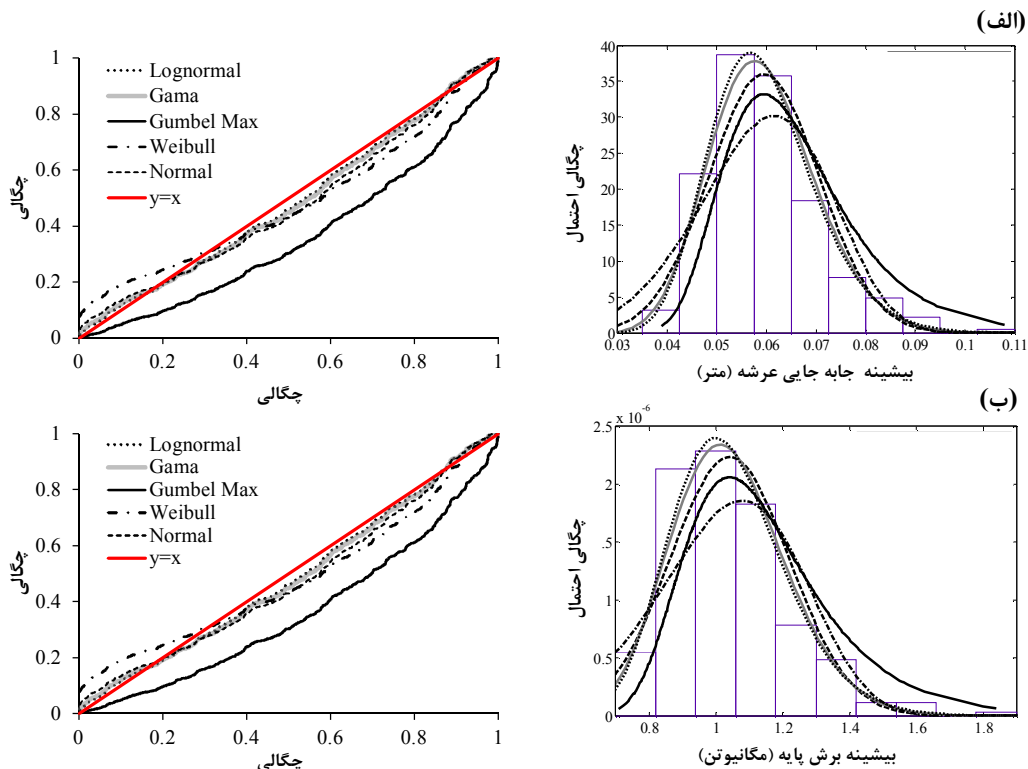 (الف)
1
0.8
0.6
0.4
0.2
0
0 0.2 0.4 0.6 0.8 1
چگالی
چگالی
Lognormal
Gama
Gumbel Max
Weibull
Normal
y=x
40
35
30
25
20
15
10
5
0
0.03 0.04 0.05 0.06 0.07 0.08 0.09 0.1 0.11
چگالی احتمال
بیشینه جابه جایی عرشه (متر)
(ب)
1
0.8
0.6
0.4
0.2
0
0 0.2 0.4 0.6 0.8 1
چگالی
چگالی
Lognormal
Gama
Gumbel Max
Weibull
Normal
y=x
x 10-6
2.5
2
5
1
0.5
0
0.8 1 1.2 1.4 1.6 1.8
چگالی احتمال
بیشینه برش پایه (مگانیوتن)